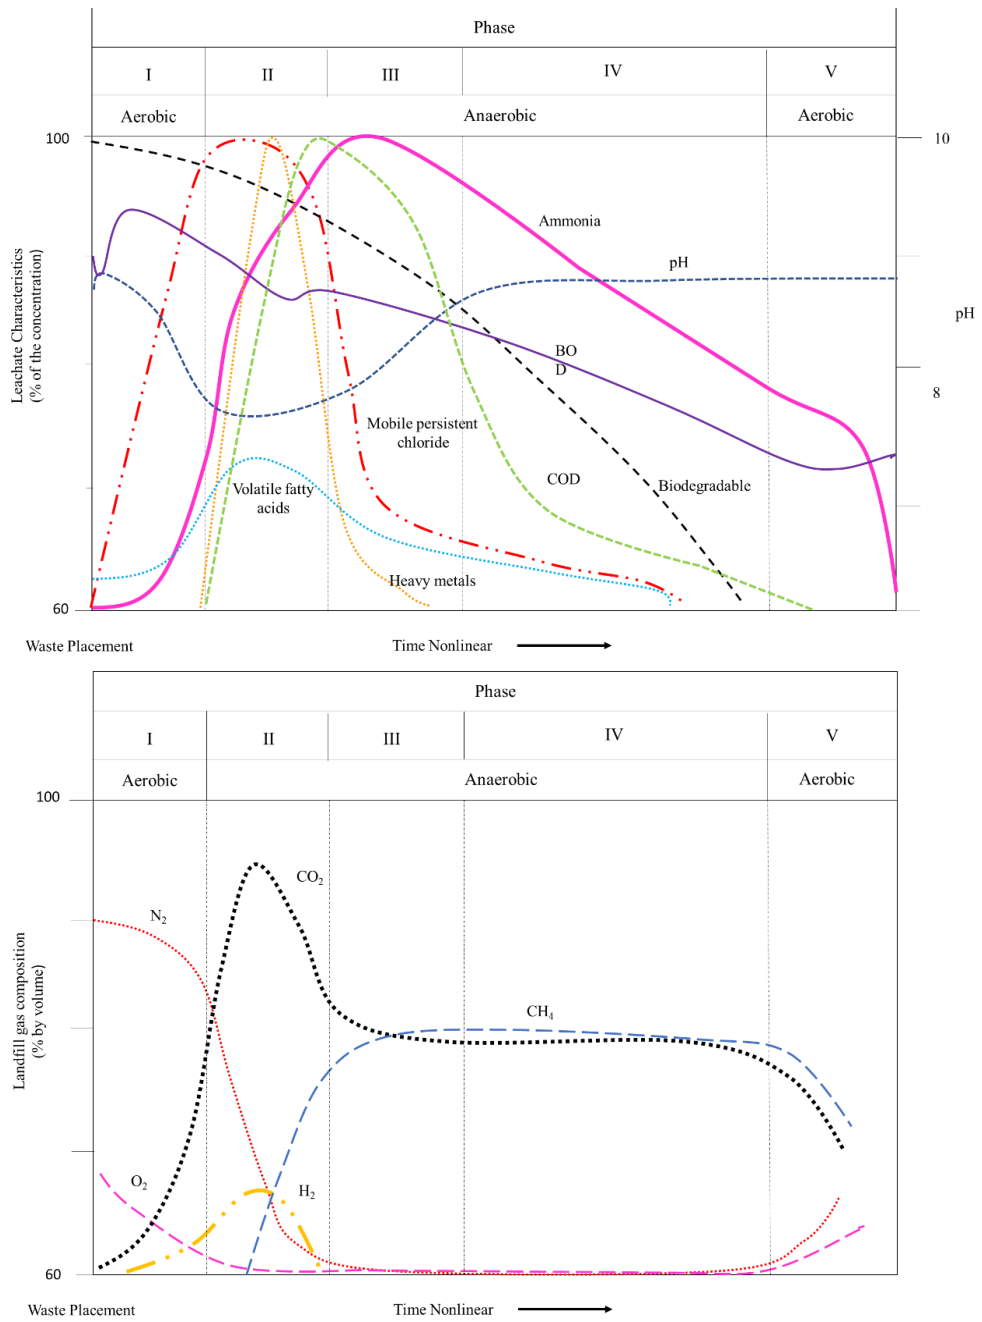 Phase
I II III IV V
Aerobic Anaerobic Aerobic
100 10
Ammonia
pH
Leachate Characteristics
(% of the concentration)
pH
BO
D
8
Mobile persistent
chloride
COD
Volatile fatty
acids
Biodegradable
Heavy metals
60
Waste Placement Time Nonlinear
Phase
I II III IV V
Aerobic Anaerobic Aerobic
100
CO₂
N₂
Landfill gas composition
(% by volume)
CH₄
O₂
H₂
60
Waste Placement Time Nonlinear